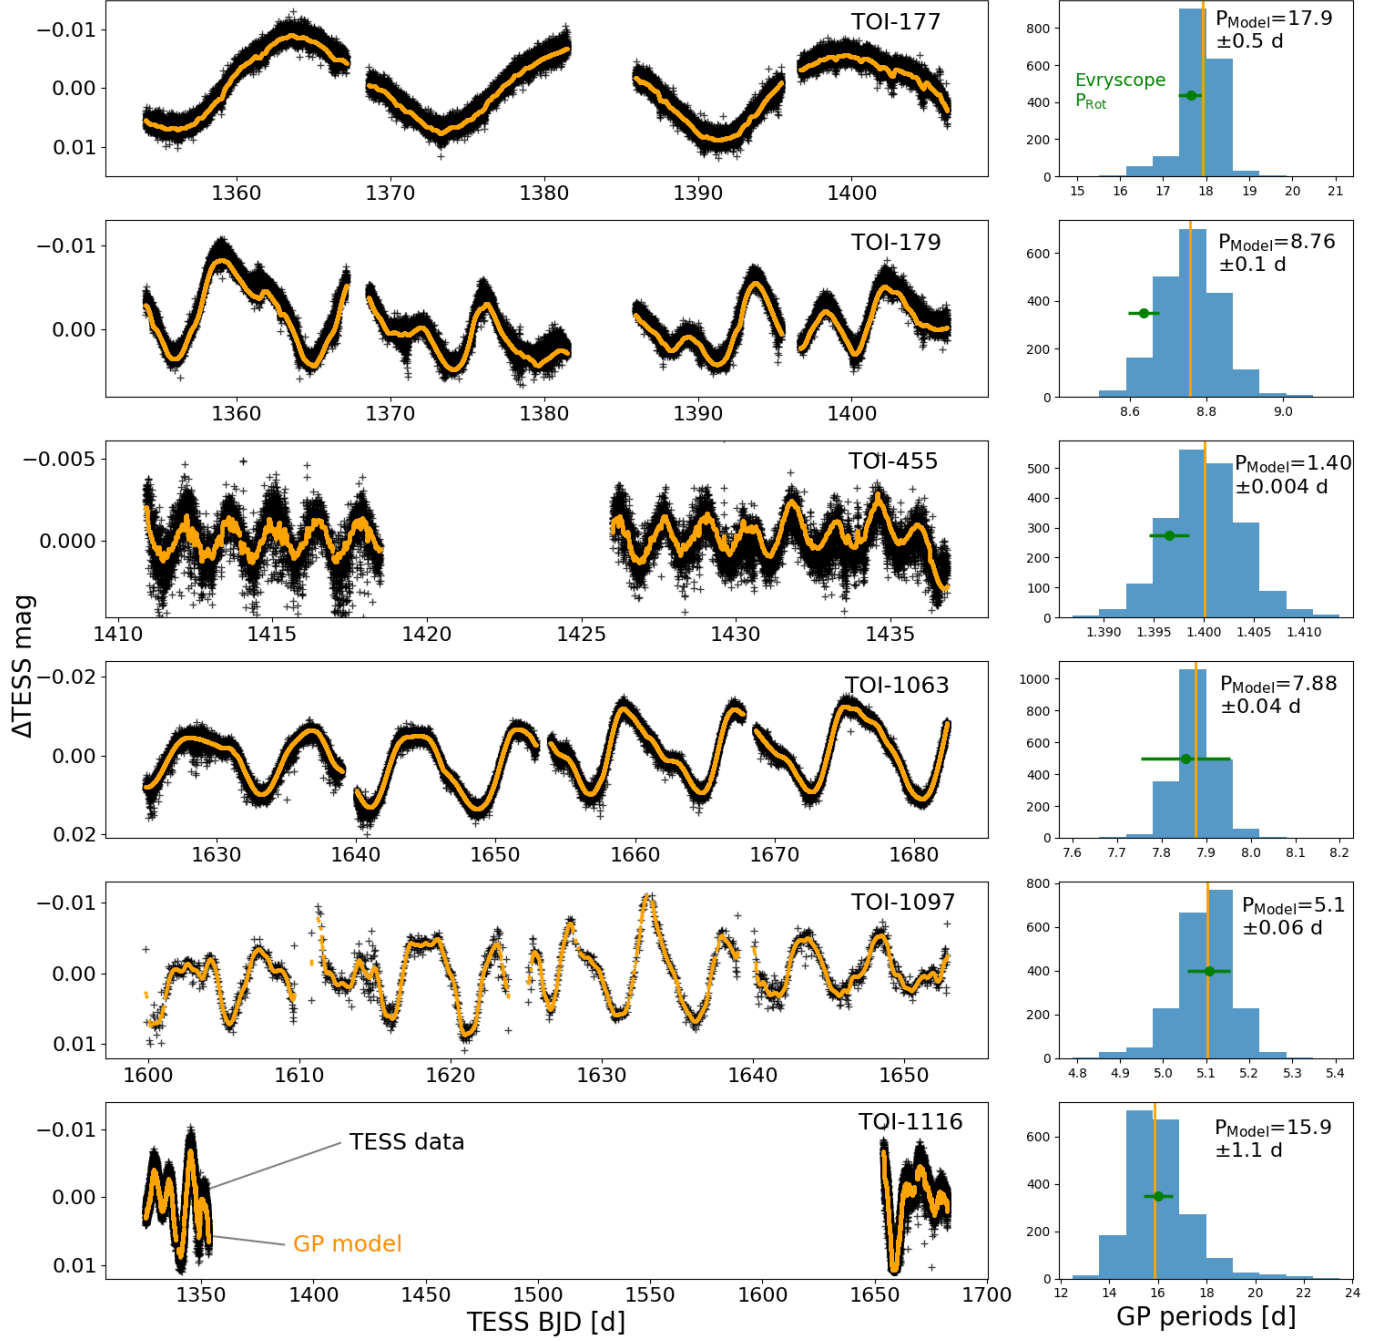 TOI-177
−0.01
0.00
0.01
1360 1370 1380 1390 1400
P_Model=17.9
±0.5 d
Evryscope
P_Rot
800
600
400
200
0
15 16 17 18 19 20 21
TOI-179
−0.01
0.00
1360 1370 1380 1390 1400
P_Model=8.76
±0.1 d
600
400
200
0
8.6 8.8 9.0
TOI-455
−0.005
0.000
1410 1415 1420 1425 1430 1435
P_Model=1.40
±0.004 d
500
400
300
200
100
0
1.390 1.395 1.400 1.405 1.410
ΔTESS mag
TOI-1063
−0.02
0.00
0.02
1630 1640 1650 1660 1670 1680
P_Model=7.88
±0.04 d
1000
800
600
400
200
0
7.6 7.7 7.8 7.9 8.0 8.1 8.2
TOI-1097
−0.01
0.00
0.01
1600 1610 1620 1630 1640 1650
P_Model=5.1
±0.06 d
800
600
400
200
0
4.8 4.9 5.0 5.1 5.2 5.3 5.4
TOI-1116
−0.01
0.00
0.01
TESS data
GP model
1350 1400 1450 1500 1550 1600 1650 1700
TESS BJD [d]
P_Model=15.9
±1.1 d
600
400
200
0
12 14 16 18 20 22 24
GP periods [d]